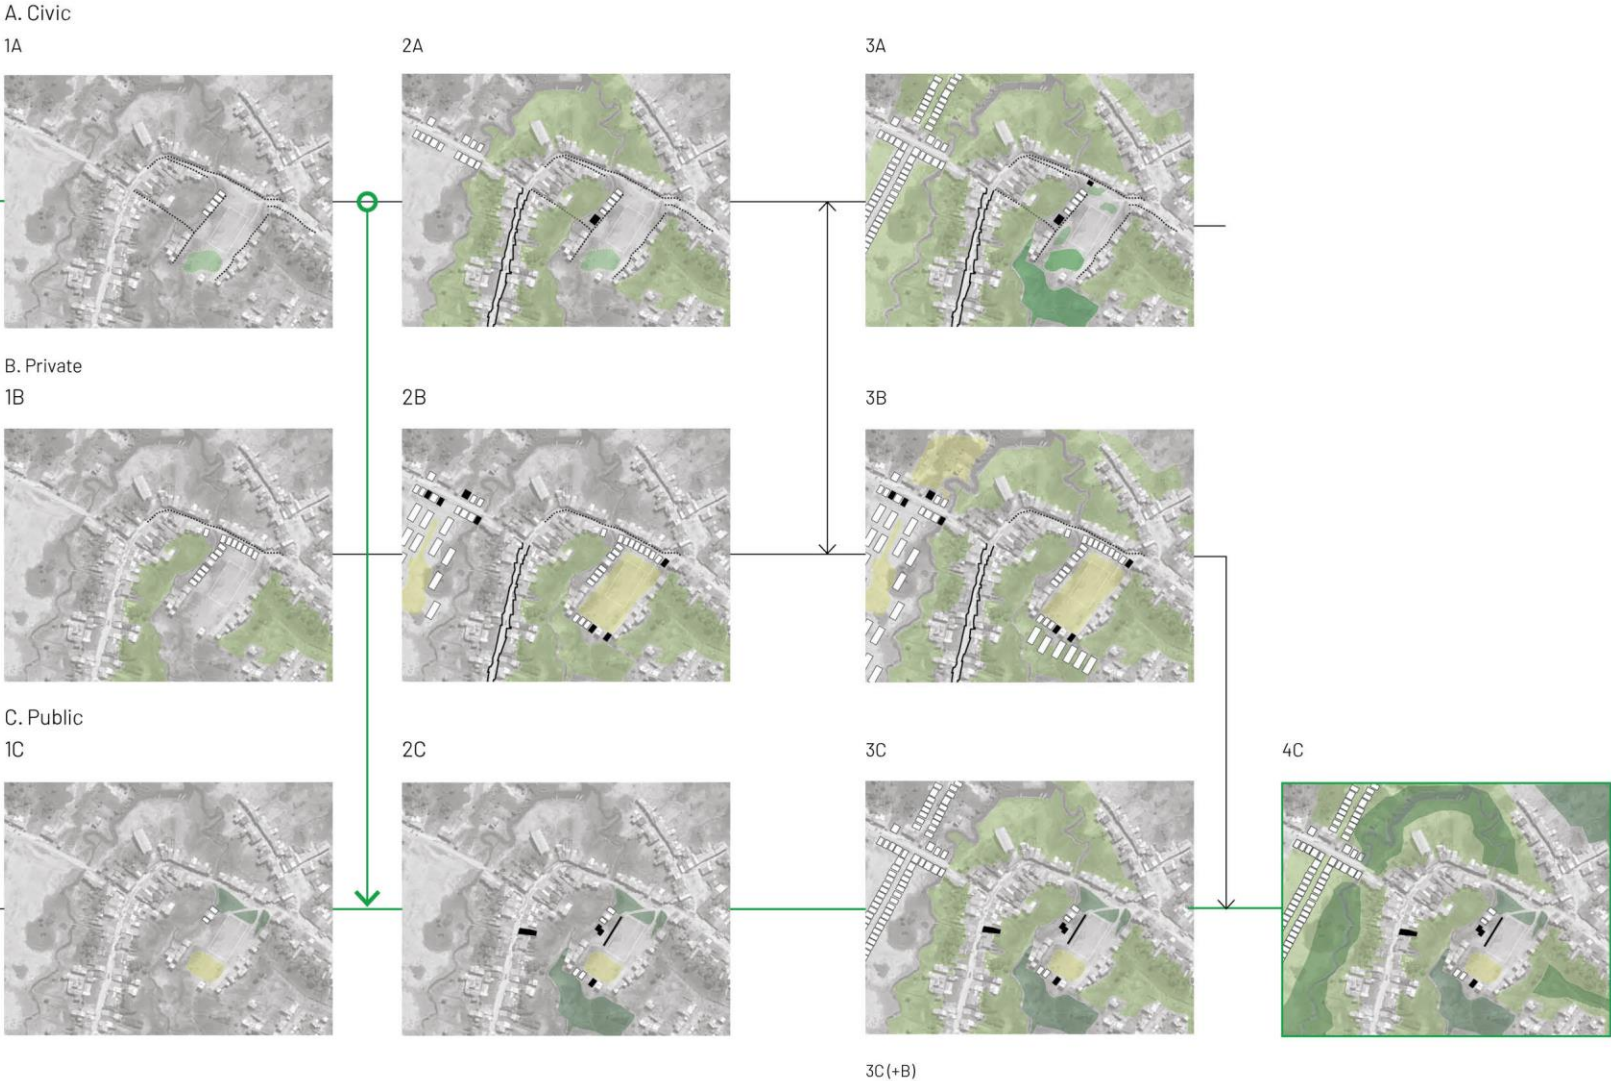 A. Civic
1A
2A
3A
B. Private
1B
2B
3B
C. Public
1C
2C
3C
4C
3C (+B)